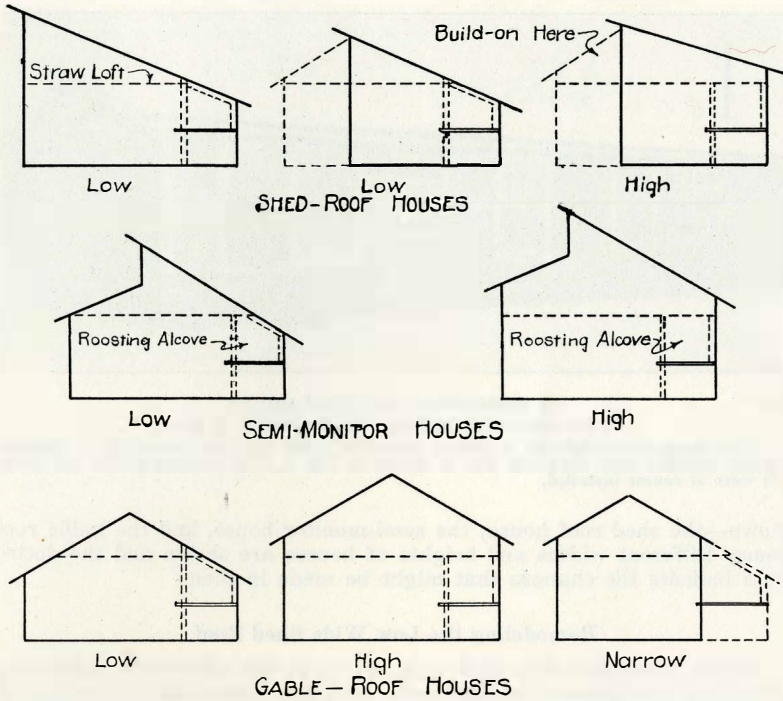 Build-on Here
Straw Loft
Low
Low
High
SHED-ROOF HOUSES
Roosting Alcove
Roosting Alcove
Low
High
SEMI-MONITOR HOUSES
Low
High
Narrow
GABLE-ROOF HOUSES